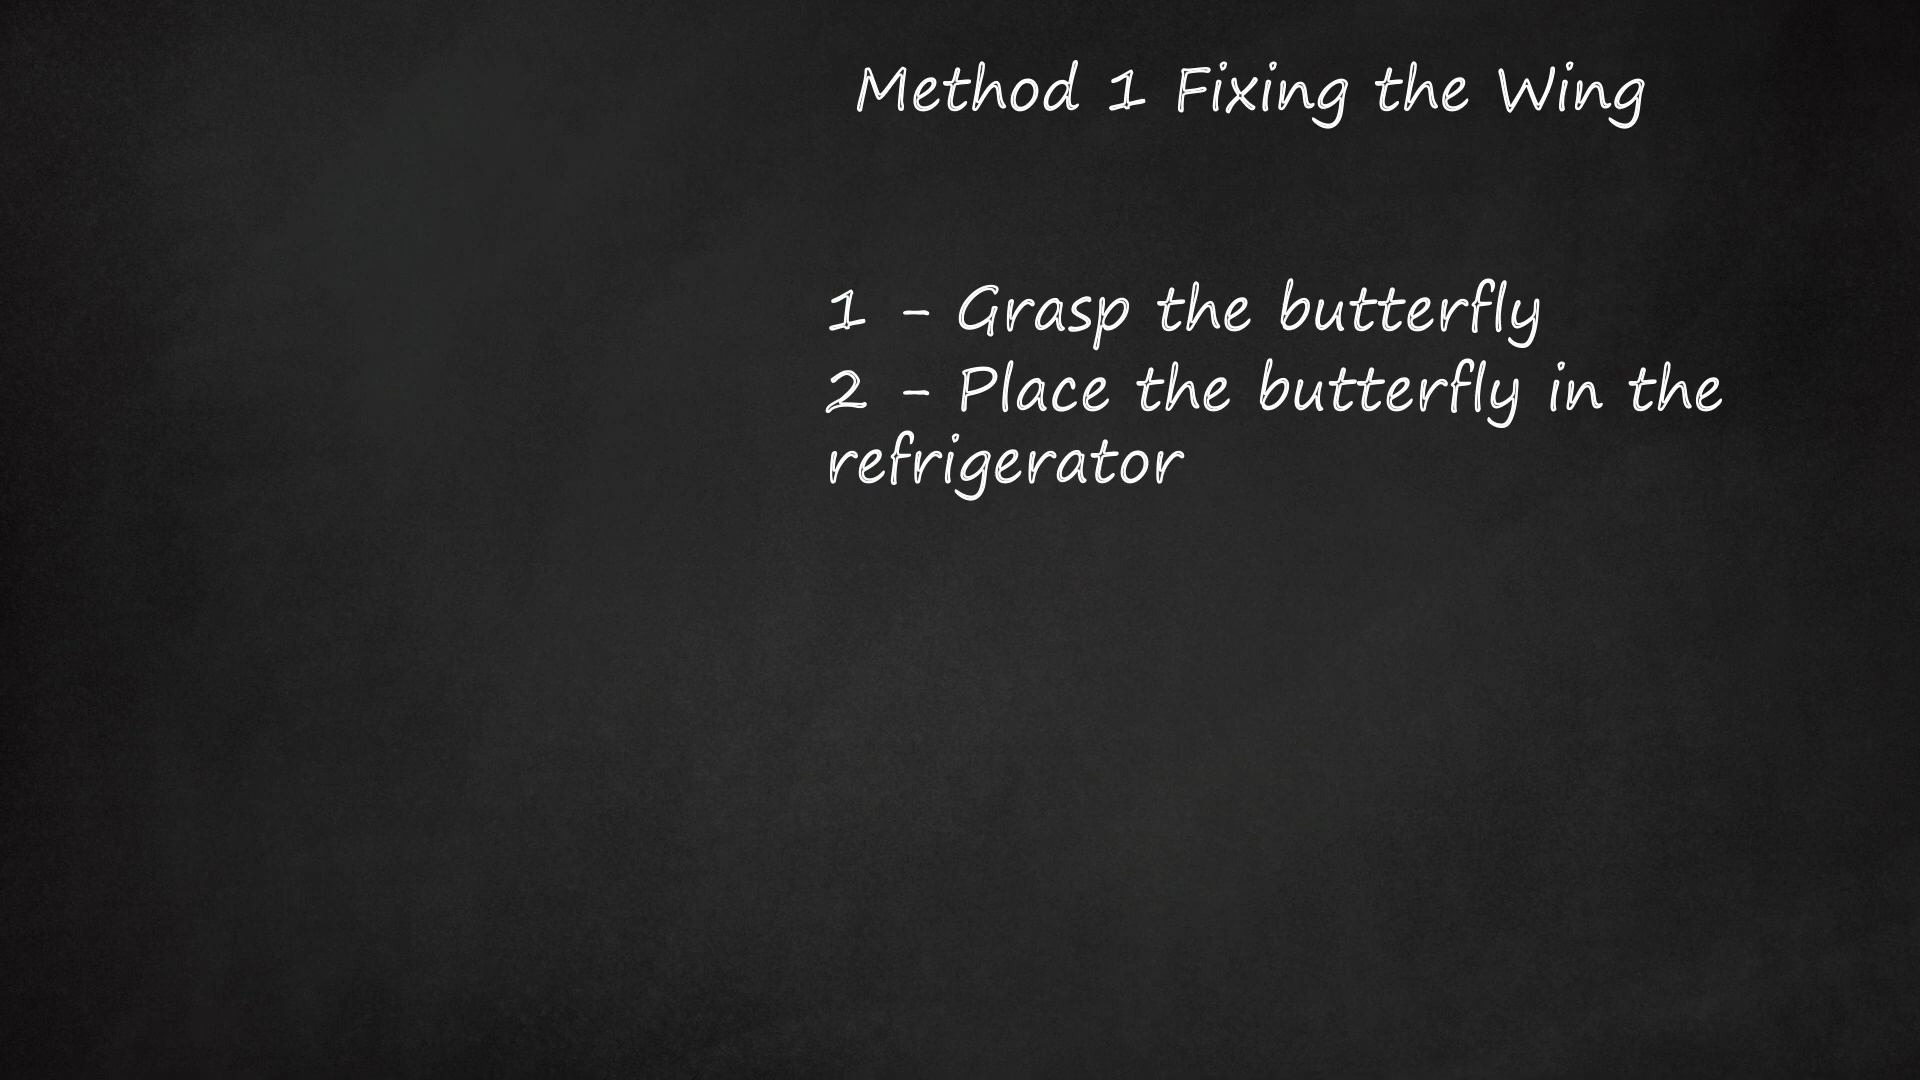 Method 1 Fixing the Wing
1 - Grasp the butterfly
2 - Place the butterfly in the
refrigerator